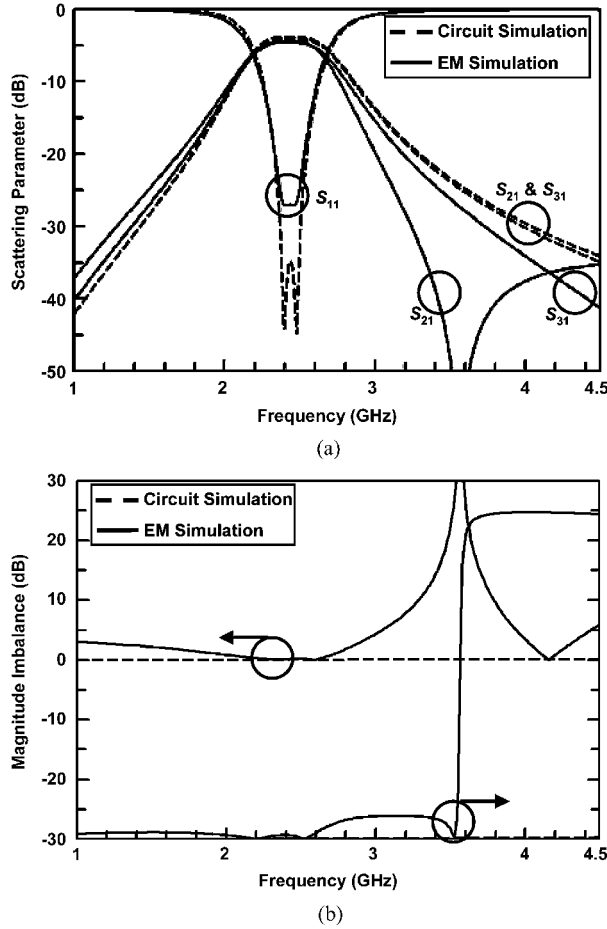 0
-10
-20
-30
-40
-50
Scattering Parameter (dB)
Circuit Simulation
EM Simulation
S11
S21 & S31
S21
S31
1
2
3
4
4.5
Frequency (GHz)
(a)
30
20
10
0
-10
-20
-30
Magnitude Imbalance (dB)
Circuit Simulation
EM Simulation
1
2
3
4
4.5
Frequency (GHz)
(b)